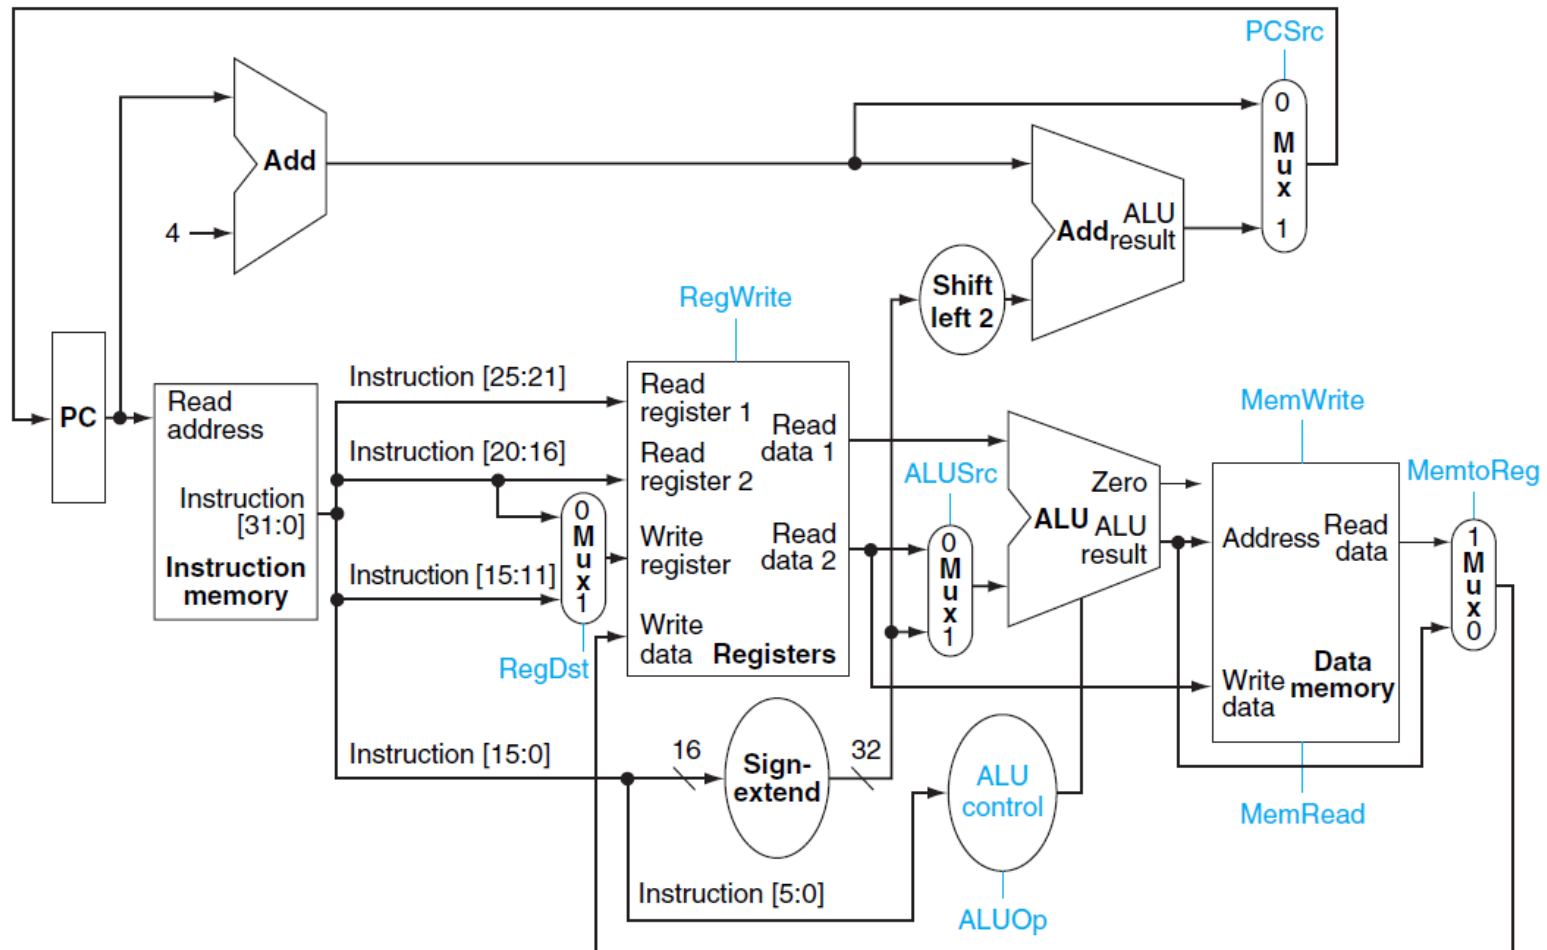 PCSrc
0
M
u
x
1
Add
4
Add
ALU
result
Shift
left 2
RegWrite
PC
Read
address
Instruction
[31:0]
Instruction
memory
Instruction [25:21]
Instruction [20:16]
Instruction [15:11]
Instruction [15:0]
0
M
u
x
1
RegDst
Read
register 1
Read
register 2
Write
register
Write
data
Read
data 1
Read
data 2
Registers
ALUSrc
0
M
u
x
1
Zero
ALU
ALU
result
MemWrite
Address
Read
data
Write
data
Data
memory
MemRead
MemtoReg
1
M
u
x
0
16
Sign-
extend
32
ALU
control
Instruction [5:0]
ALUOp